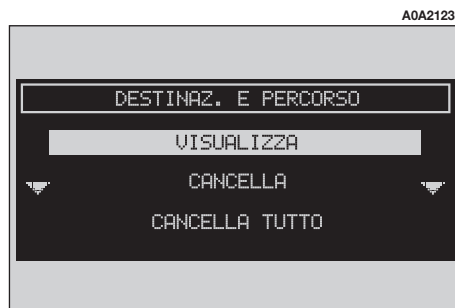 A0A2123
DESTINAZ. E PERCORSO
VISUALIZZA
CANCELLA
CANCELLA TUTTO